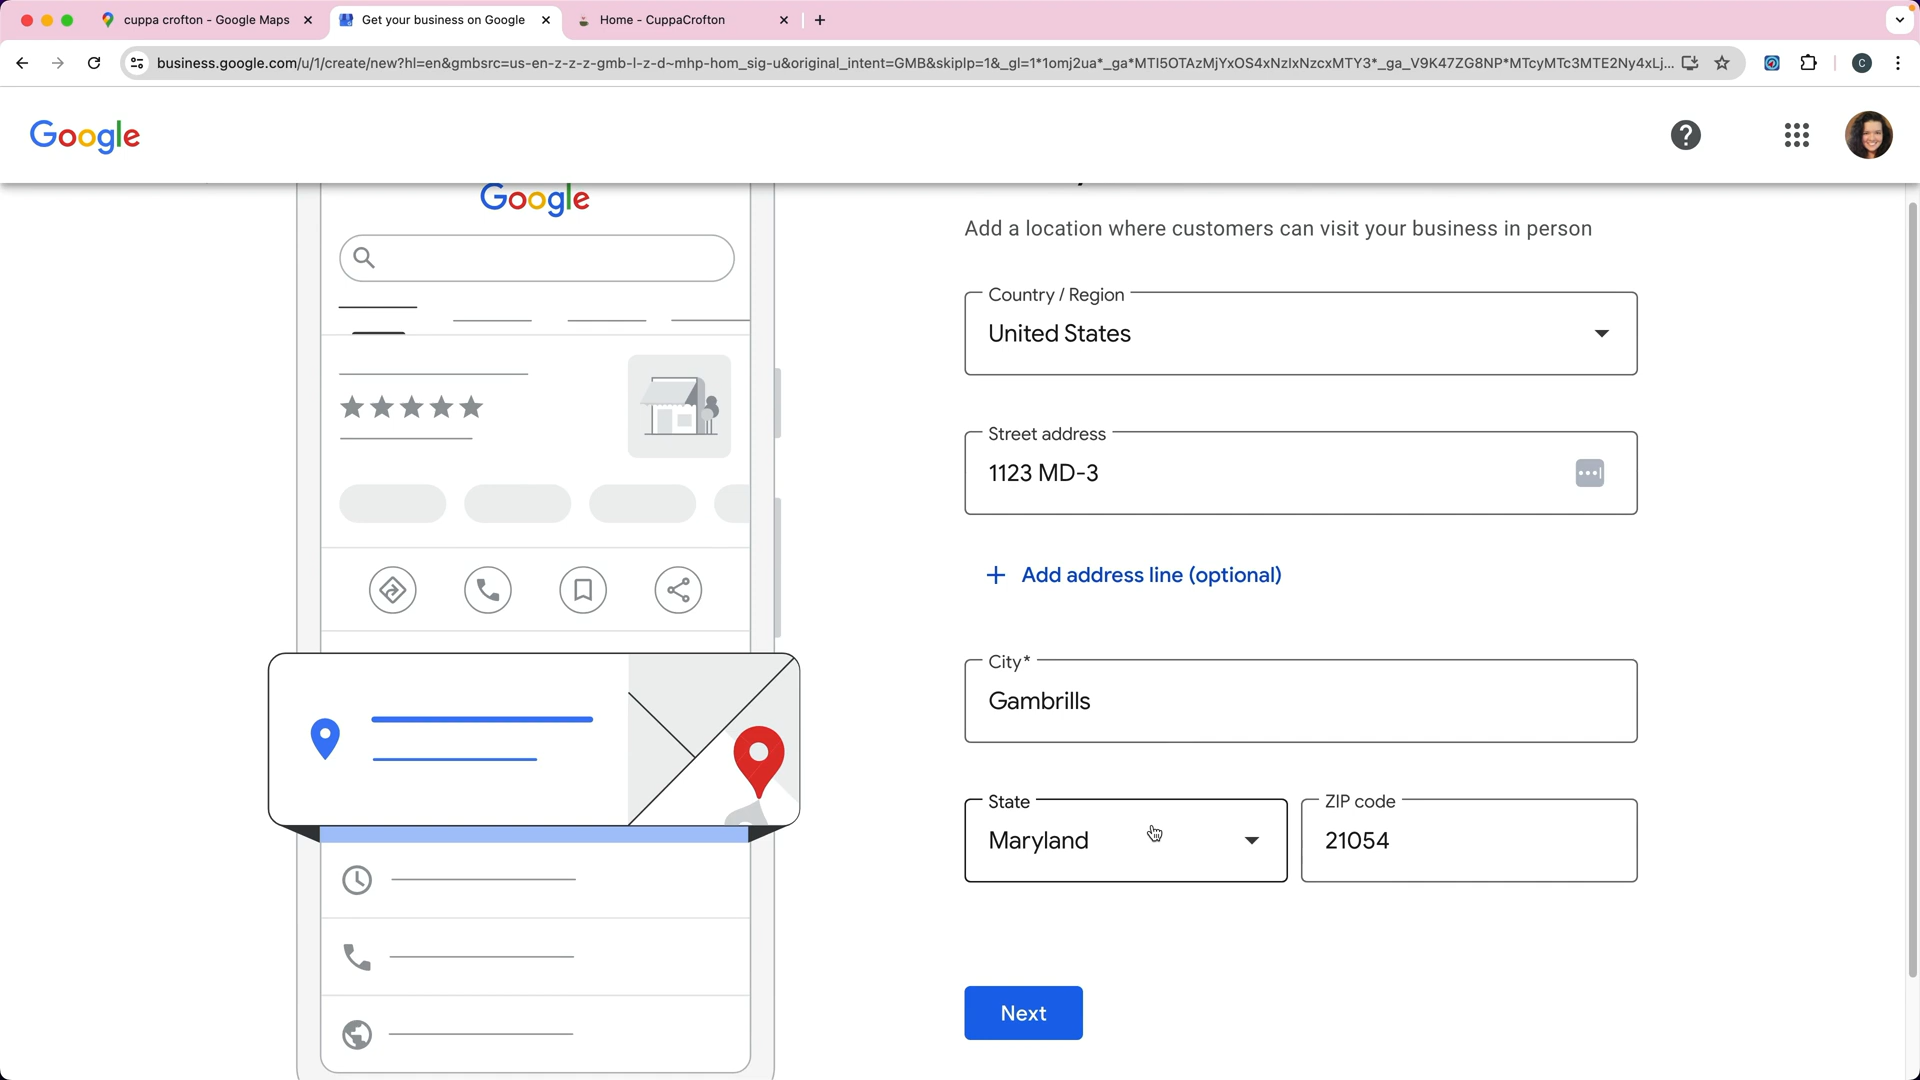 cuppa crofton - Google Maps
Get your business on Google
Home - CuppaCrofton
business.google.com/u/1/create/new?hl=en&gmbsrc=us-en-z-z-z-gmb-l-z-d~mhp-hom_sig-u&original_intent=GMB&skiplp=1&_gl=1*1omj2ua*_ga*MTI5OTAzMjYxOS4xNzIxNzcxMTY3*_ga_V9K47ZG8NP*MTcyMTc3MTE2Ny4xLj...
C
Google
Google
Add a location where customers can visit your business in person
Country / Region
United States
Street address
1123 MD-3
+ Add address line (optional)
City*
Gambrills
State
Maryland
ZIP code
21054
Next